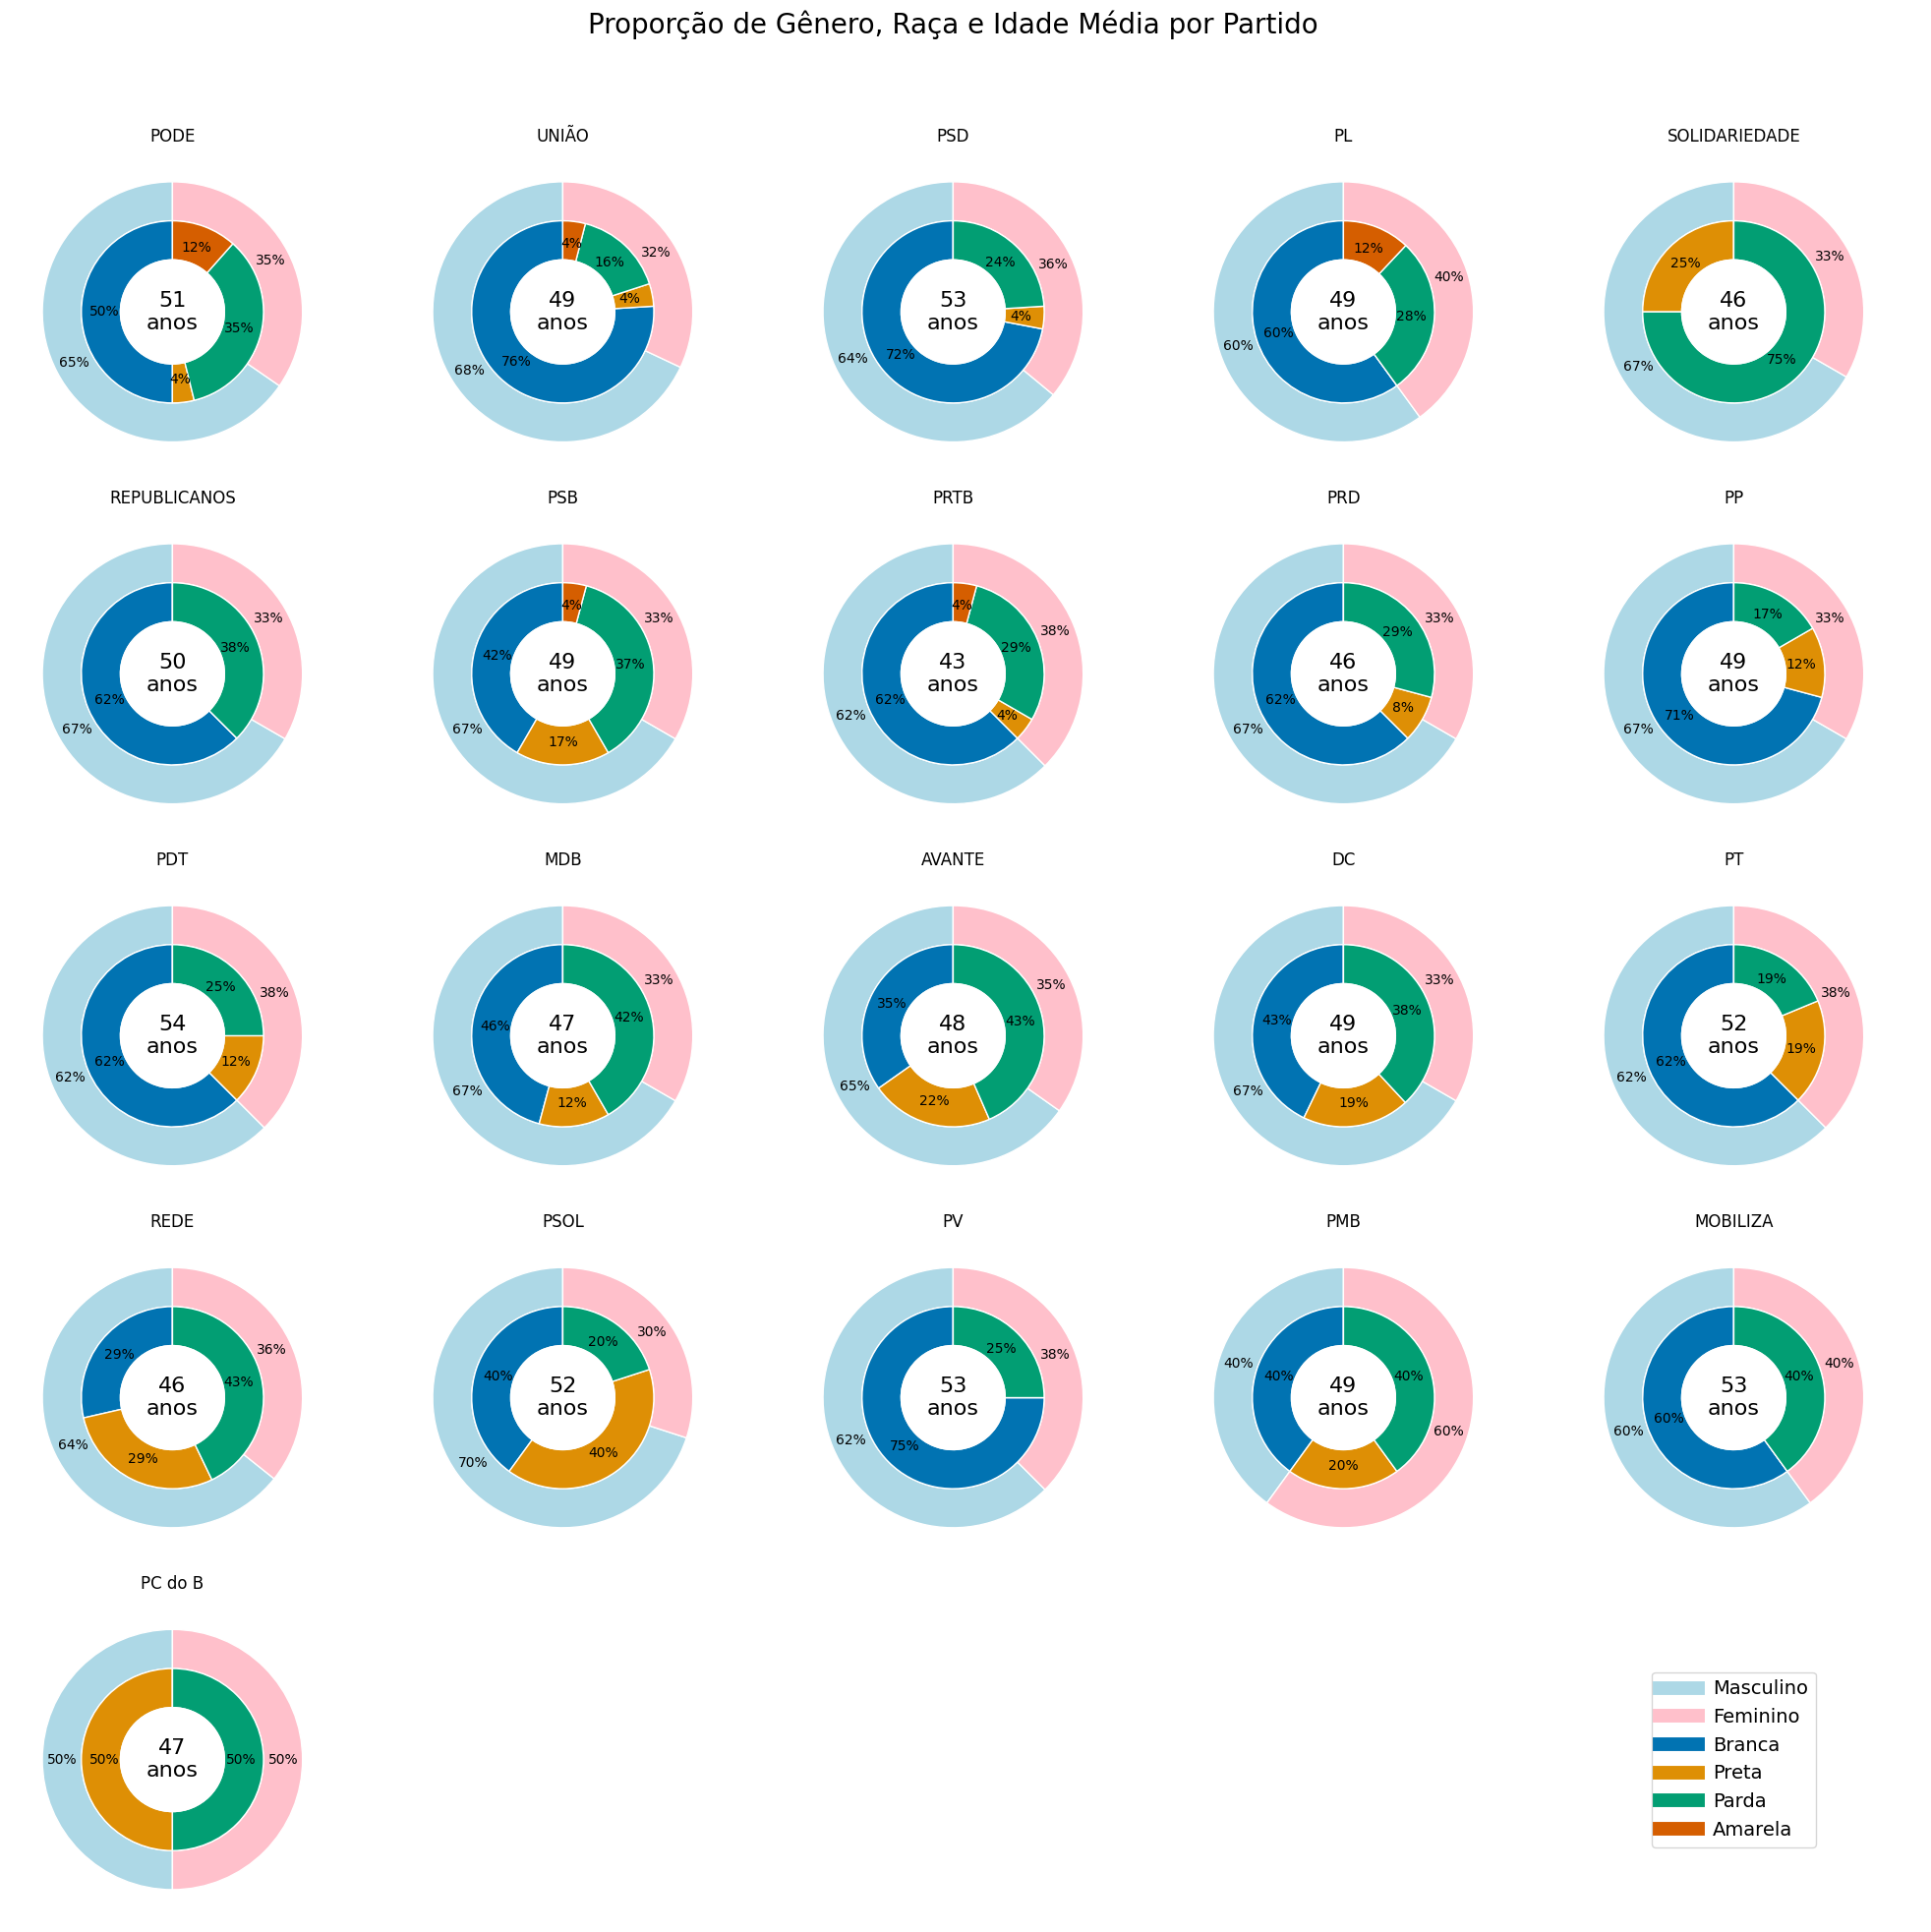 Proporção de Gênero, Raça e Idade Média por Partido
PODE
12%
35%
50%
51
anos
35%
65%
4%
UNIÃO
4%
32%
16%
4%
49
anos
76%
68%
PSD
24%
36%
4%
53
anos
72%
64%
PL
12%
40%
28%
49
anos
60%
60%
SOLIDARIEDADE
33%
25%
46
anos
75%
67%
REPUBLICANOS
33%
38%
50
anos
62%
67%
PSB
4%
33%
42%
37%
49
anos
67%
17%
PRTB
4%
38%
29%
43
anos
62%
62%
4%
PRD
33%
29%
46
anos
62%
8%
67%
PP
17%
33%
12%
49
anos
71%
67%
PDT
25%
38%
54
anos
62%
12%
62%
MDB
33%
46%
42%
47
anos
67%
12%
AVANTE
35%
35%
43%
48
anos
65%
22%
DC
33%
43%
38%
49
anos
67%
19%
PT
19%
38%
52
anos
19%
62%
62%
REDE
36%
29%
43%
46
anos
64%
29%
PSOL
30%
20%
40%
52
anos
40%
70%
PV
25%
38%
53
anos
62%
75%
PMB
40%
40%
40%
49
anos
60%
20%
MOBILIZA
40%
40%
53
anos
60%
60%
PC do B
50%
50%
47
anos
50%
50%
Masculino
Feminino
Branca
Preta
Parda
Amarela